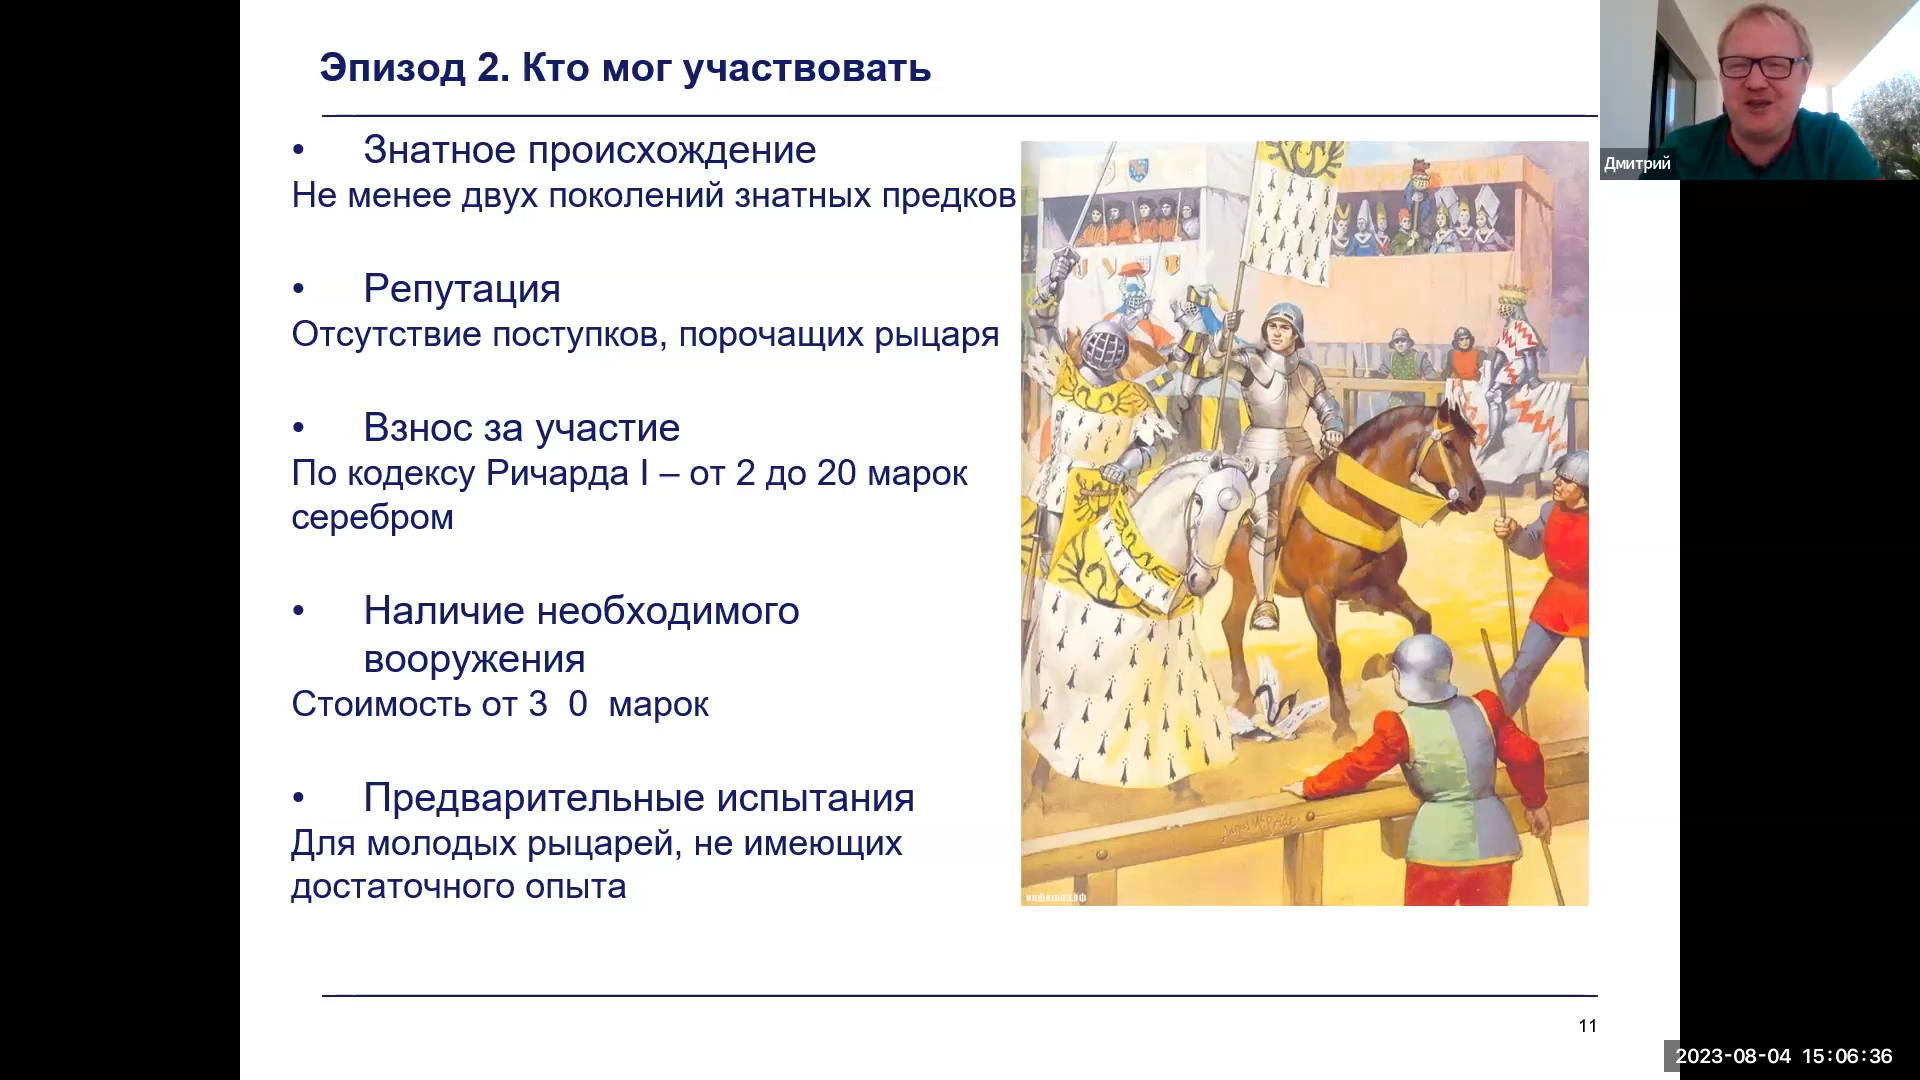 Эпизод 2. Кто мог участвовать
Дмитрий
• Знатное происхождение
Не менее двух поколений знатных предков
• Репутация
Отсутствие поступков, порочащих рыцаря
• Взнос за участие
По кодексу Ричарда I – от 2 до 20 марок
серебром
• Наличие необходимого
вооружения
Стоимость от 3 0 марок
• Предварительные испытания
Для молодых рыцарей, не имеющих
достаточного опыта
11
2023-08-04 15:06:36